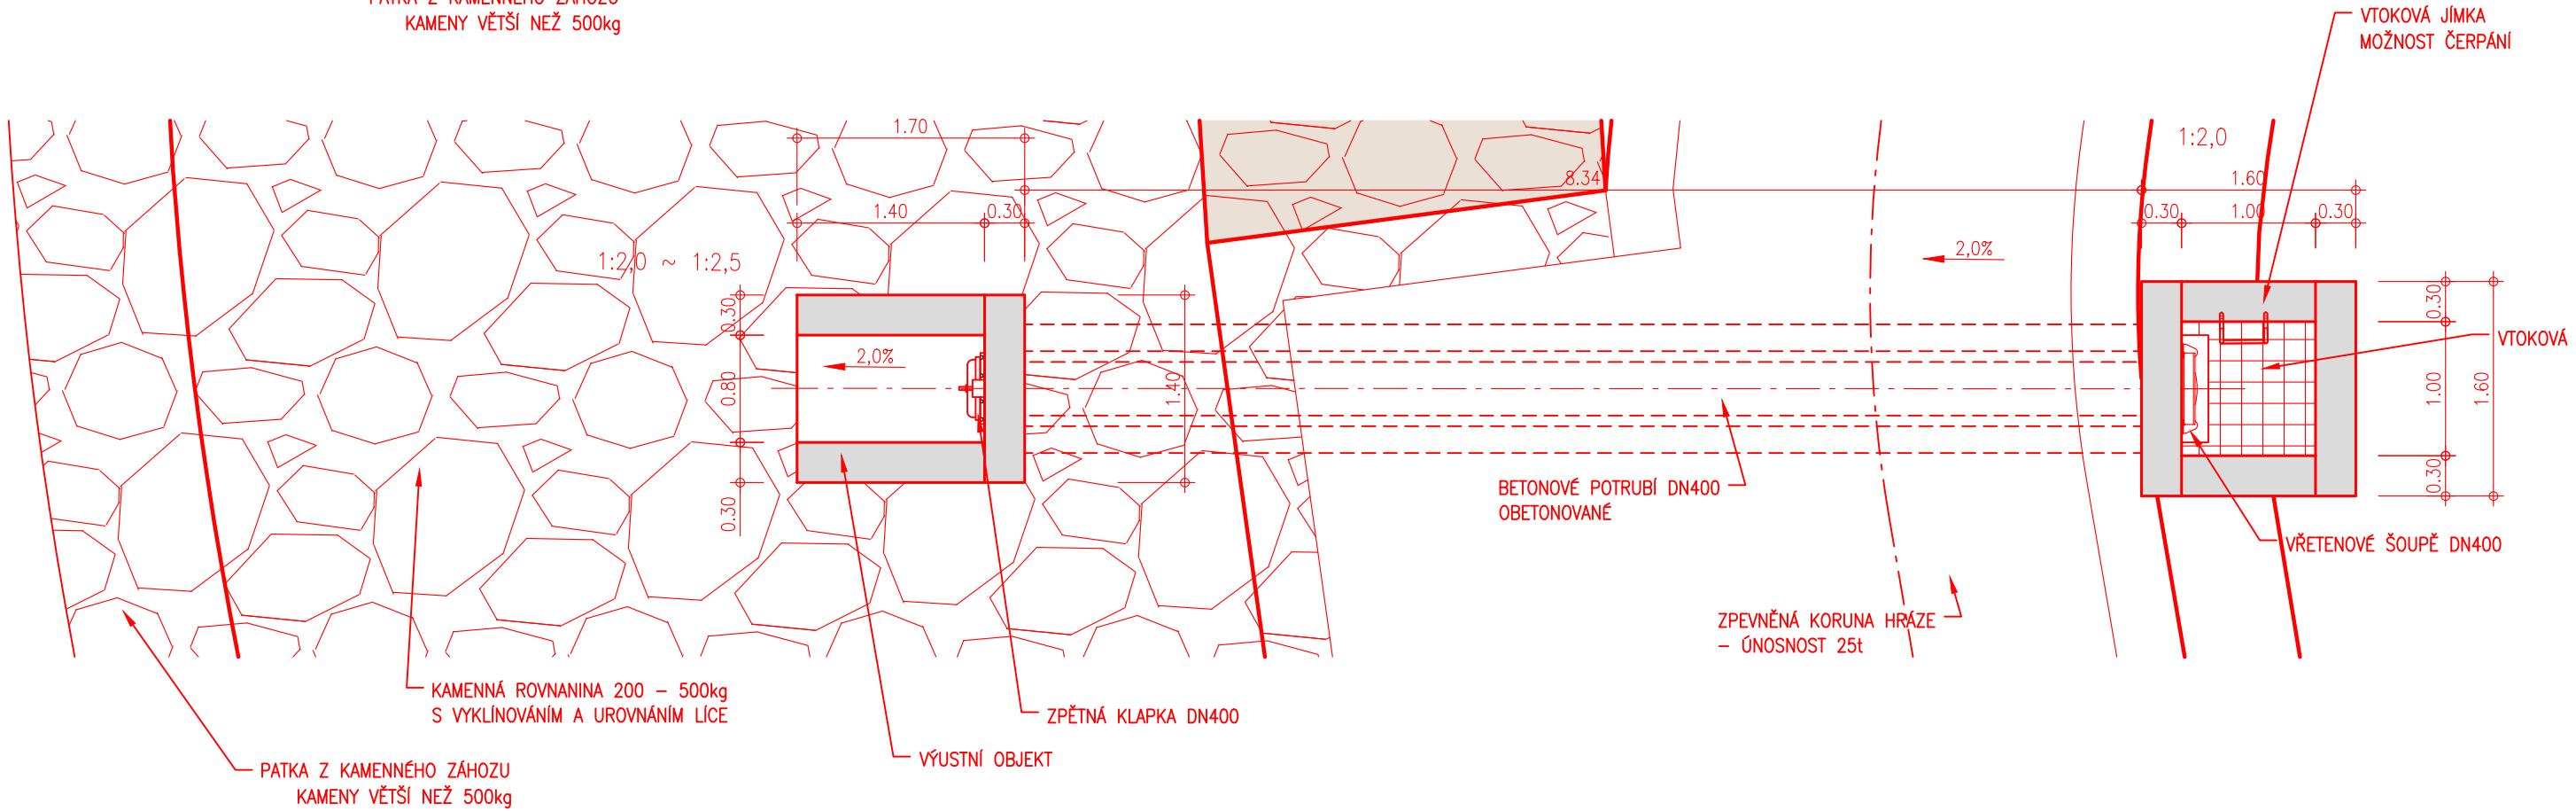 PATKA Z KAMENNÉHO ZÁHOZU
KAMENY VĚTŠÍ NEŽ 500kg
VTOKOVÁ JÍMKA
MOŽNOST ČERPÁNÍ
1.70
1:2,0
8.34
1.60
1.40
0.30
0.30
1.00
0.30
1:2,0 ~ 1:2,5
2,0%
0.30
0.80
0.30
2,0%
1.40
0.30
1.00
0.30
1.60
VTOKOVÁ
BETONOVÉ POTRUBÍ DN400
OBETONOVANÉ
VŘETENOVÉ ŠOUPĚ DN400
ZPEVNĚNÁ KORUNA HRÁZE
– ÚNOSNOST 25t
KAMENNÁ ROVNANINA 200 – 500kg
S VYKLÍNOVÁNÍM A UROVNÁNÍM LÍCE
ZPĚTNÁ KLAPKA DN400
VÝUSTNÍ OBJEKT
PATKA Z KAMENNÉHO ZÁHOZU
KAMENY VĚTŠÍ NEŽ 500kg